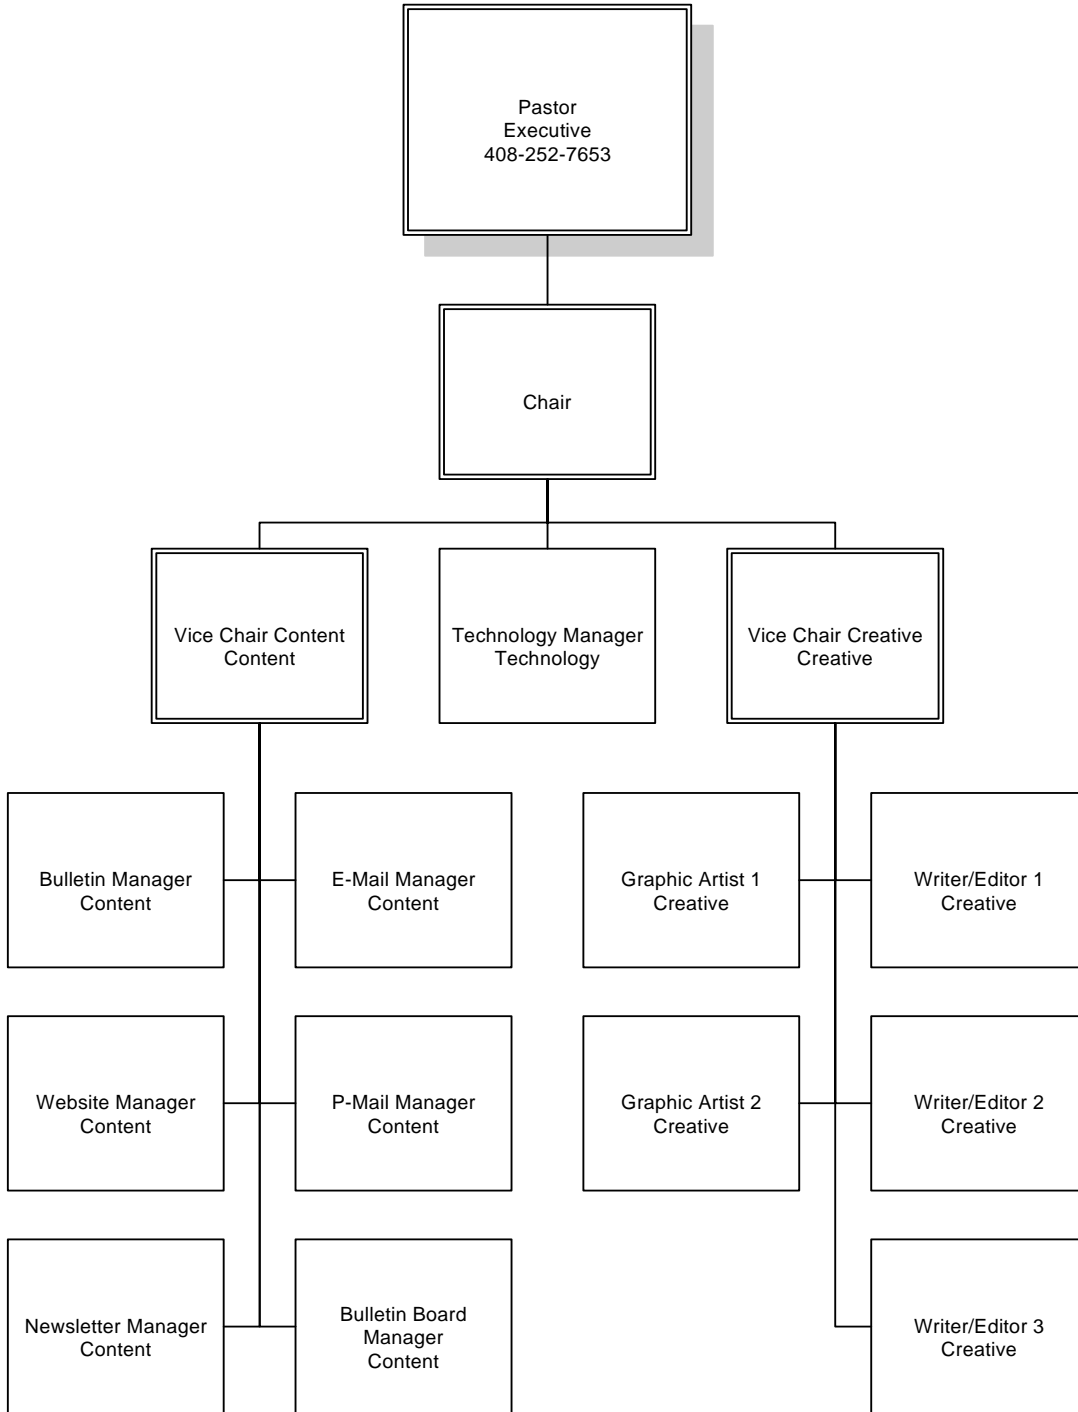 Pastor
Executive
408-252-7653
Chair
Vice Chair Content
Content
Technology Manager
Technology
Vice Chair Creative
Creative
Bulletin Manager
Content
E-Mail Manager
Content
Graphic Artist 1
Creative
Writer/Editor 1
Creative
Website Manager
Content
P-Mail Manager
Content
Graphic Artist 2
Creative
Writer/Editor 2
Creative
Newsletter Manager
Content
Bulletin Board
Manager
Content
Writer/Editor 3
Creative